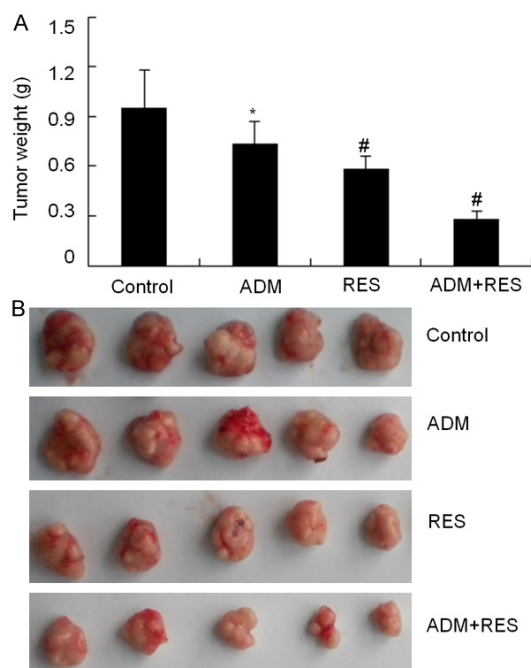 A
Tumor weight (g)
1.5
1.2
0.9
0.6
0.3
0
*
#
#
Control ADM RES ADM+RES
B
Control
ADM
RES
ADM+RES